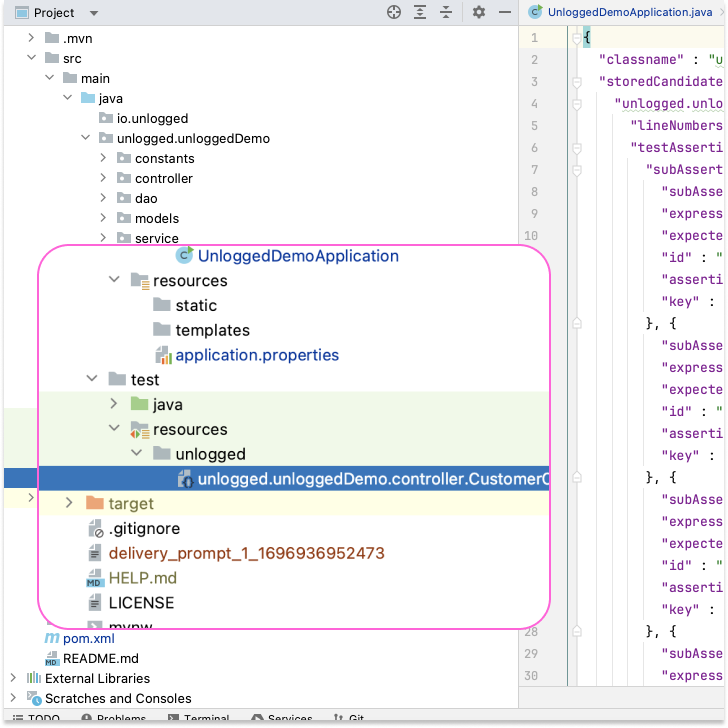 Project
.mvn
src
main
java
io.unlogged
unlogged.unloggedDemo
constants
controller
dao
models
service
UnloggedDemoApplication
resources
static
templates
application.properties
test
java
resources
unlogged
unlogged.unloggedDemo.controller.CustomerC
target
.gitignore
delivery_prompt_1_1696936952473
HELP.md
LICENSE
mvnw
pom.xml
README.md
External Libraries
Scratches and Consoles
TODO Problems Terminal Services Git
UnloggedDemoApplication.java
1 {
2 "classname" : "u
3 "storedCandidate
4 "unlogged.unlo
5 "lineNumbers
6 "testAsserti
7 "subAssert
8 "subAsse
9 "express
10 "expecte
"id" : "
"asserti
"key" :
}, {
"subAsse
"express
"expecte
"id" : "
"asserti
"key" :
}, {
"subAsse
"express
"expecte
"id" : "
"asserti
"key" :
28 }, {
29 "subAsse
30 "express